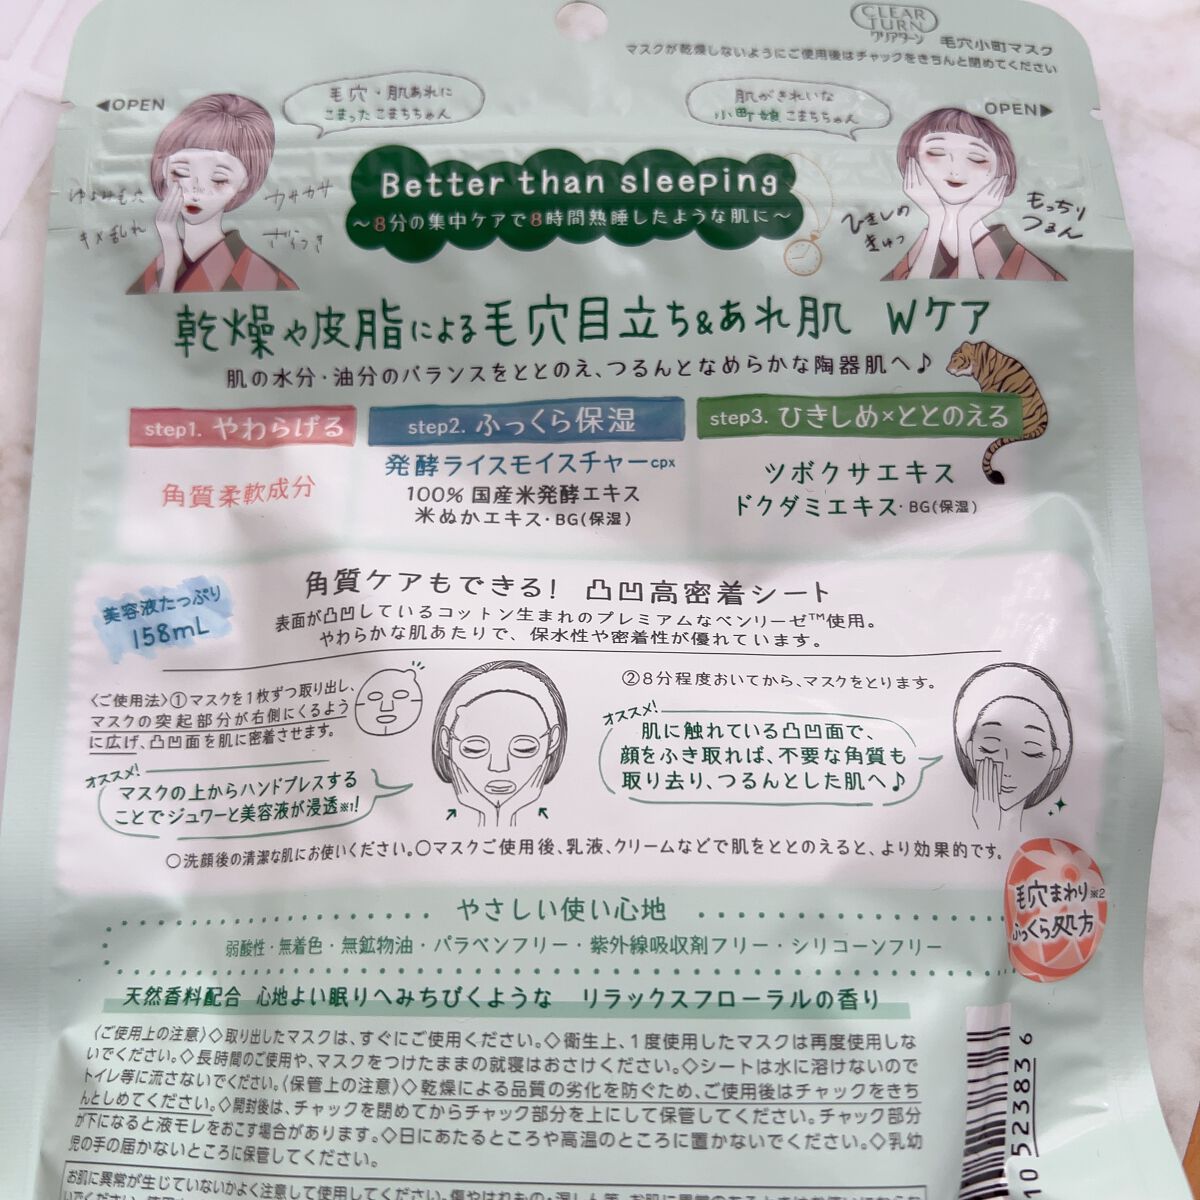 CLEAR
TURN
クリアターン
毛穴小町マスク
マスクが乾燥しないようにご使用後はチャックをきちんと閉めてください
◀OPEN
毛穴・肌あれに
こまった こまちちゃん
肌がきれいな
小町娘 こまちちゃん
OPEN▶
ゆるみ毛穴
キメ乱れ
カサカサ
ざらつき
Better than sleeping
～8分の集中ケアで8時間熟睡したような肌に～
ひきしめ
きゅっ
もっちり
つるん
乾燥や皮脂による毛穴目立ち&あれ肌 Wケア
肌の水分・油分のバランスをととのえ、つるんとなめらかな陶器肌へ♪
step1. やわらげる
角質柔軟成分
step2. ふっくら保湿
発酵ライスモイスチャーcpx
100% 国産米発酵エキス
米ぬかエキス・BG(保湿)
step3. ひきしめ×ととのえる
ツボクサエキス
ドクダミエキス・BG(保湿)
美容液たっぷり
158mL
角質ケアもできる! 凸凹高密着シート
表面が凸凹しているコットン生まれのプレミアムなベンリーゼ™使用。
やわらかな肌あたりで、保水性や密着性が優れています。
〈ご使用法〉①マスクを1枚ずつ取り出し、
マスクの突起部分が右側にくるよう
に広げ、凸凹面を肌に密着させます。
オススメ!
マスクの上からハンドプレスする
ことでジュワーと美容液が浸透※1!
②8分程度おいてから、マスクをとります。
オススメ!
肌に触れている凸凹面で、
顔をふき取れば、不要な角質も
取り去り、つるんとした肌へ♪
○洗顔後の清潔な肌にお使いください。○マスクご使用後、乳液、クリームなどで肌をととのえると、より効果的です。
毛穴まわり※2
ふっくら処方
やさしい使い心地
弱酸性・無着色・無鉱物油・パラベンフリー・紫外線吸収剤フリー・シリコーンフリー
天然香料配合 心地よい眠りへみちびくような リラックスフローラルの香り
〈ご使用上の注意〉◇取り出したマスクは、すぐにご使用ください。◇衛生上、1度使用したマスクは再度使用しな
いでください。◇長時間のご使用や、マスクをつけたままの就寝はおさけください。◇シートは水に溶けないので
トイレ等に流さないでください。〈保管上の注意〉◇乾燥による品質の劣化を防ぐため、ご使用後はチャックをきち
んとしめてください。◇開封後は、チャックを閉めてからチャック部分を上にして保管してください。チャック部分
が下になると液モレをおこす場合があります。◇日にあたるところや高温のところに置かないでください。◇乳幼
児の手の届かないところに保管してください。
お肌に異常が生じていないかよく注意して使用してください。傷やはれもの・湿しん等、お肌に異常のあるときはお使いにならな
10523836